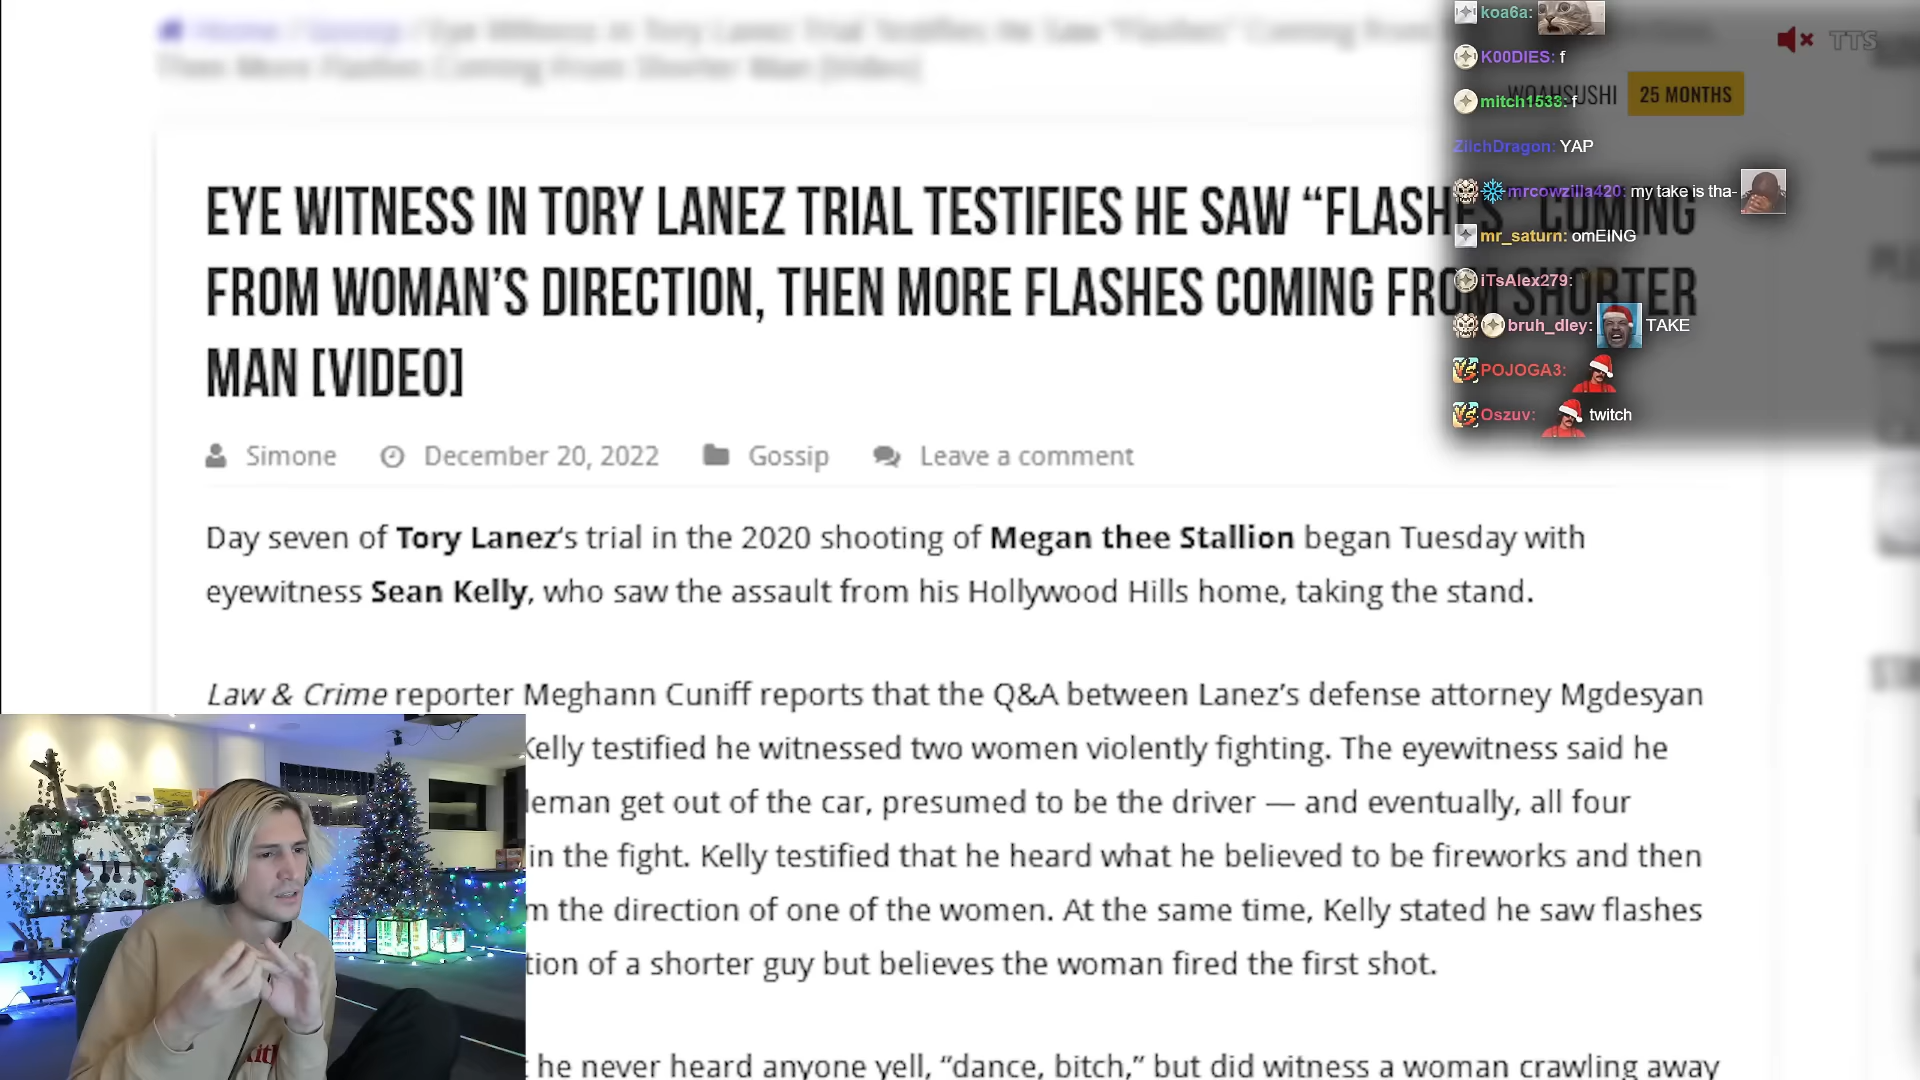 EYE WITNESS IN TORY LANEZ TRIAL TESTIFIES HE SAW “FLASHES” COMING
FROM WOMAN’S DIRECTION, THEN MORE FLASHES COMING FROM SHORTER
MAN [VIDEO]
Simone December 20, 2022 Gossip Leave a comment
Day seven of Tory Lanez‘s trial in the 2020 shooting of Megan thee Stallion began Tuesday with
eyewitness Sean Kelly, who saw the assault from his Hollywood Hills home, taking the stand.
Law & Crime reporter Meghann Cuniff reports that the Q&A between Lanez’s defense attorney Mgdesyan
Kelly testified he witnessed two women violently fighting. The eyewitness said he
leman get out of the car, presumed to be the driver — and eventually, all four
in the fight. Kelly testified that he heard what he believed to be fireworks and then
m the direction of one of the women. At the same time, Kelly stated he saw flashes
tion of a shorter guy but believes the woman fired the first shot.
he never heard anyone yell, “dance, bitch,” but did witness a woman crawling away
koa6a:
K00DIES: f
mitch1533: f
ZilchDragon: YAP
mrcowzilla420: my take is tha-
mr_saturn: omEING
iTsAlex279:
bruh_dley: TAKE
POJOGA3:
Oszuv: twitch
WOAHSUSHI 25 MONTHS
TTS